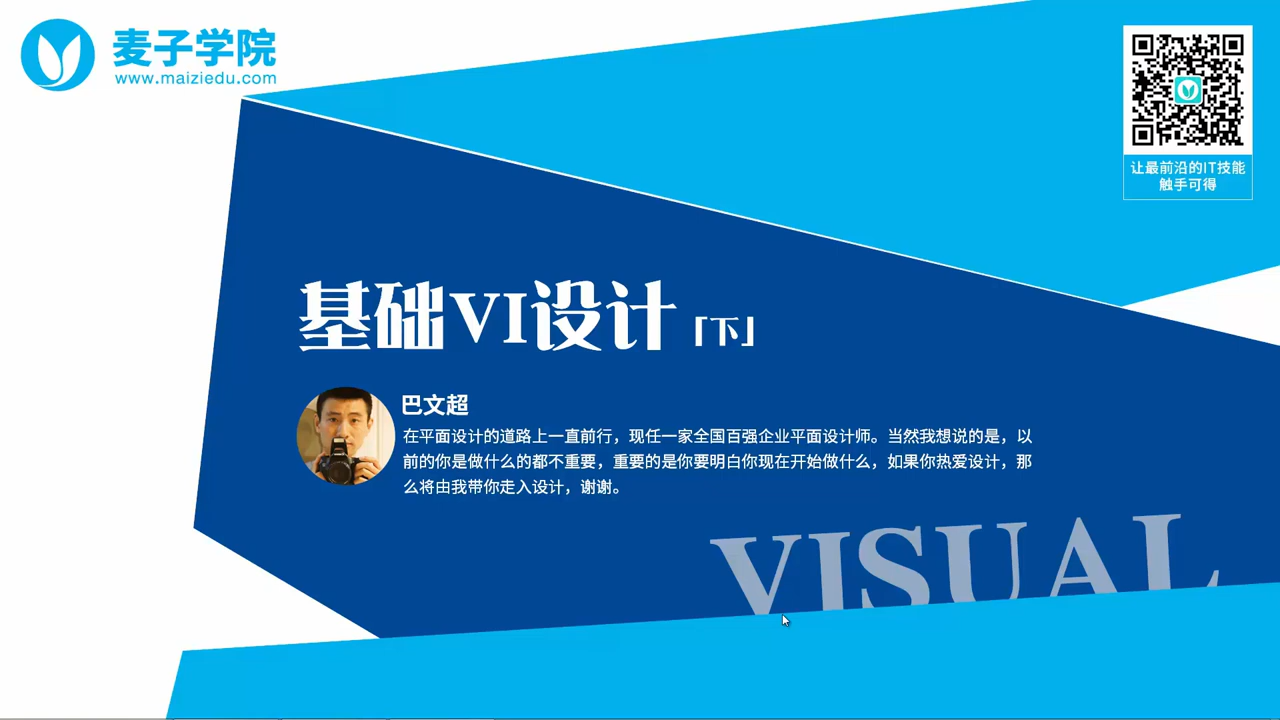 麦子学院
www.maiziedu.com
让最前沿的IT技能
触手可得
基础VI设计「下」
巴文超
在平面设计的道路上一直前行，现任一家全国百强企业平面设计师。当然我想说的是，以
前的你是做什么的都不重要，重要的是你要明白你现在开始做什么，如果你热爱设计，那
么将由我带你走入设计，谢谢。
VISUAL